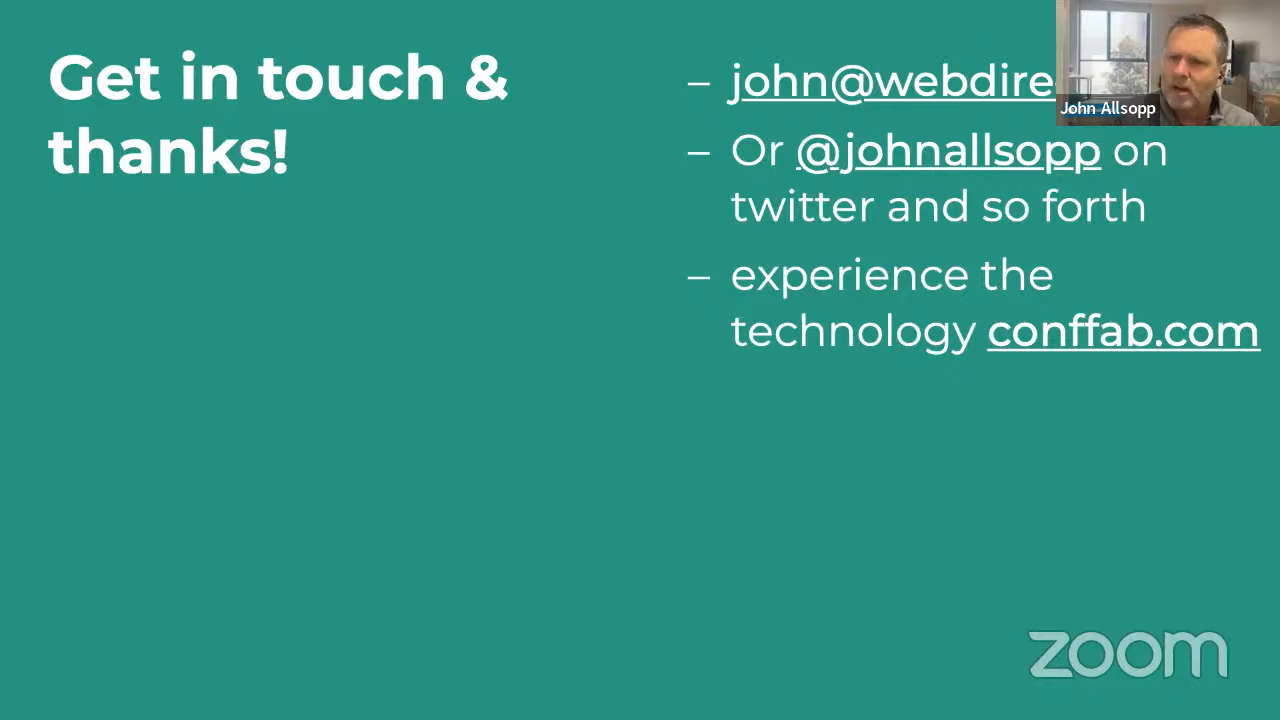 Get in touch &
thanks!
– john@webdire
– Or @johnallsopp on
twitter and so forth
– experience the
technology conffab.com
John Allsopp
zoom